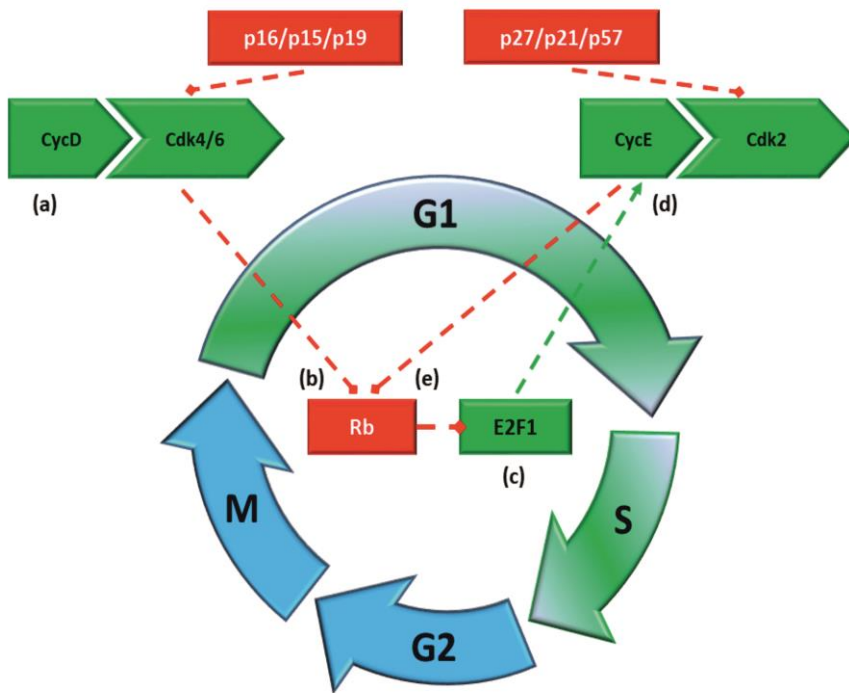 p16/p15/p19
p27/p21/p57
CycD
Cdk4/6
CycE
Cdk2
(a)
(d)
G1
(b)
(e)
Rb
E2F1
(c)
M
S
G2